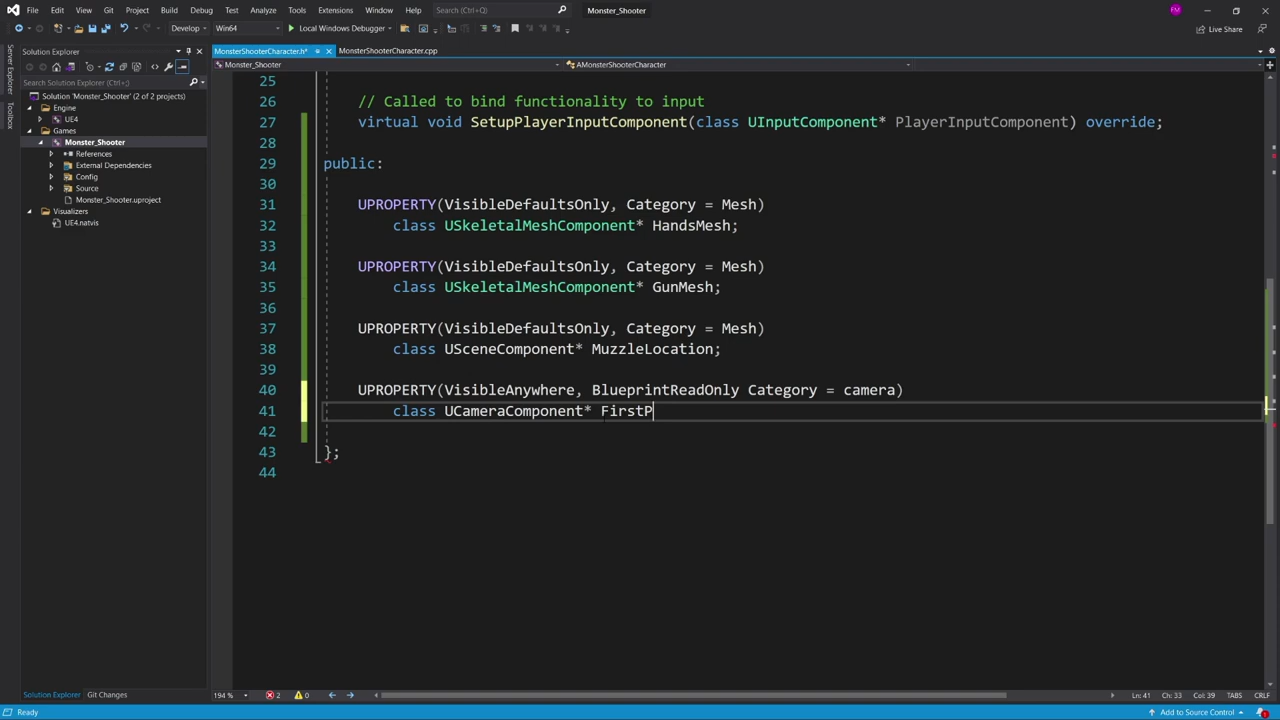 File Edit View Git Project Build Debug Test Analyze Tools Extensions Window Help Search (Ctrl+Q) Monster_Shooter FM
Develop Win64 Local Windows Debugger Live Share
Server Explorer
Toolbox
Solution Explorer
Search Solution Explorer (Ctrl+;)
Solution 'Monster_Shooter' (2 of 2 projects)
Engine
UE4
Games
Monster_Shooter
References
External Dependencies
Config
Source
Monster_Shooter.uproject
Visualizers
UE4.natvis
Solution Explorer Git Changes
MonsterShooterCharacter.h* MonsterShooterCharacter.cpp
Monster_Shooter AMonsterShooterCharacter
25
26 // Called to bind functionality to input
27 virtual void SetupPlayerInputComponent(class UInputComponent* PlayerInputComponent) override;
28
29 public:
30
31 UPROPERTY(VisibleDefaultsOnly, Category = Mesh)
32 class USkeletalMeshComponent* HandsMesh;
33
34 UPROPERTY(VisibleDefaultsOnly, Category = Mesh)
35 class USkeletalMeshComponent* GunMesh;
36
37 UPROPERTY(VisibleDefaultsOnly, Category = Mesh)
38 class USceneComponent* MuzzleLocation;
39
40 UPROPERTY(VisibleAnywhere, BlueprintReadOnly Category = camera)
41 class UCameraComponent* FirstP
42
43 };
44
194 % 2 0 Ln: 41 Ch: 33 Col: 39 TABS CRLF
Ready Add to Source Control 1